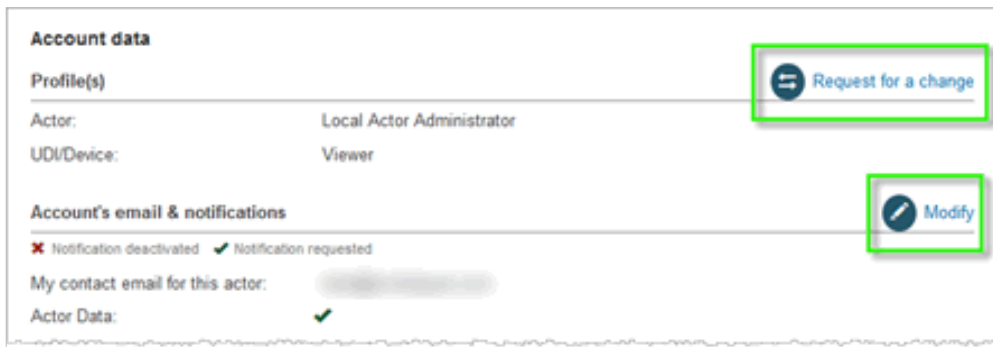 Account data
Profile(s)
Request for a change
Actor: Local Actor Administrator
UDI/Device: Viewer
Account's email & notifications
Modify
Notification deactivated Notification requested
My contact email for this actor:
Actor Data: